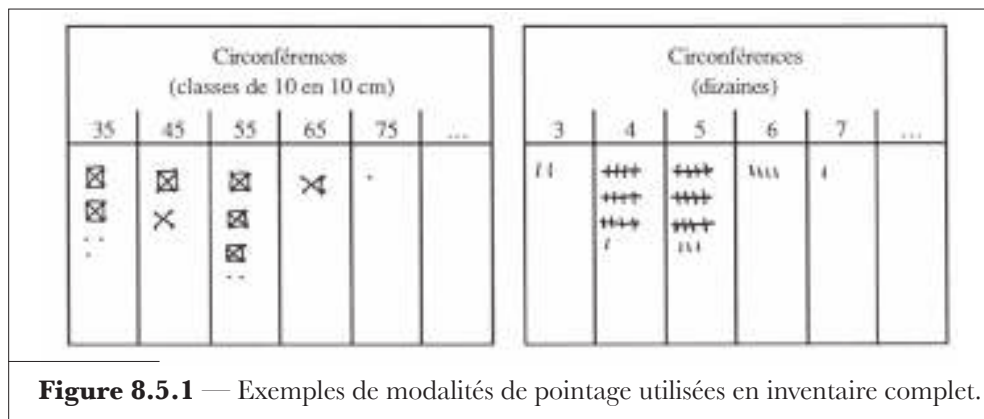 Circonférences
(classes de 10 en 10 cm)
35 45 55 65 75 ...
Circonférences
(dizaines)
3 4 5 6 7 ...
Figure 8.5.1 — Exemples de modalités de pointage utilisées en inventaire complet.